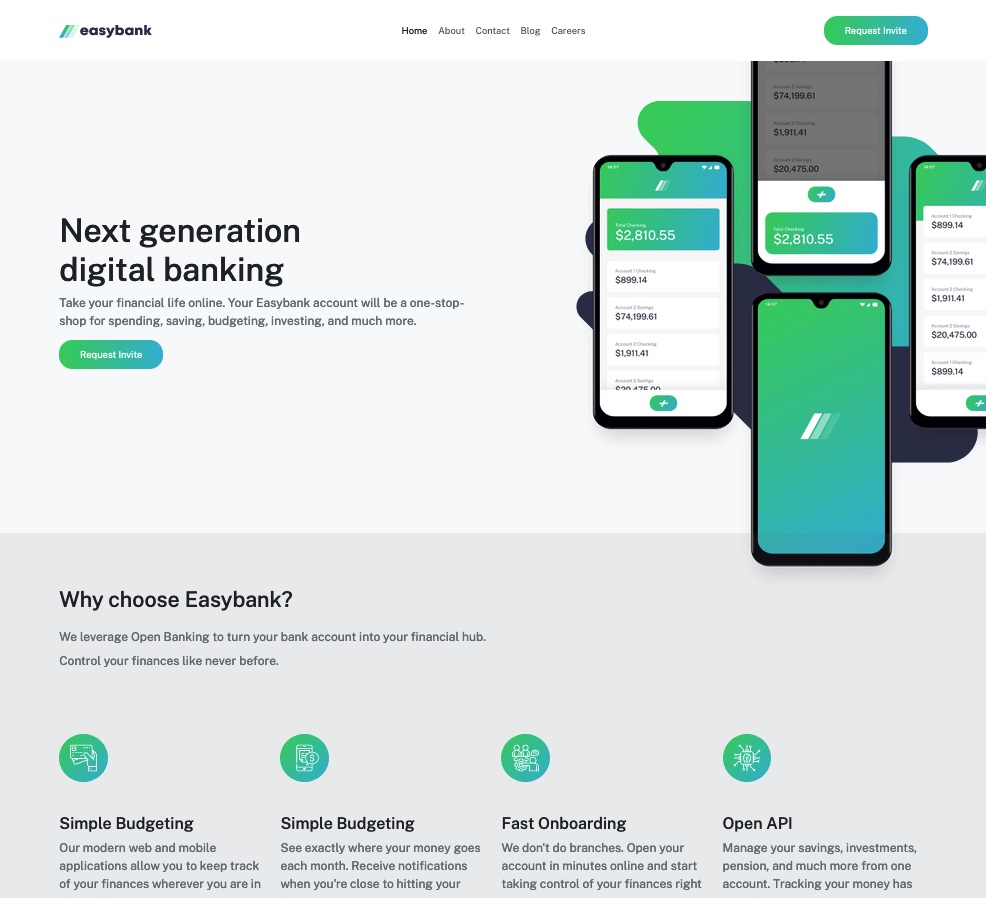 easybank
Home About Contact Blog Careers
Request Invite
Account 2 Savings
$74,199.61
Account 2 Checking
$1,911.41
Account 2 Savings
$20,475.00
Total Checking
$2,810.55
14:07
Total Checking
$2,810.55
Account 1 Checking
$899.14
Account 2 Savings
$74,199.61
Account 2 Checking
$1,911.41
Account 2 Savings
$20,475.00
14:07
Account 1 Checking
$899.14
Account 2 Savings
$74,199.61
Account 2 Checking
$1,911.41
Account 2 Savings
$20,475.00
Account 1 Checking
$899.14
14:07
Next generation
digital banking
Take your financial life online. Your Easybank account will be a one-stop-
shop for spending, saving, budgeting, investing, and much more.
Request Invite
Why choose Easybank?
We leverage Open Banking to turn your bank account into your financial hub.
Control your finances like never before.
Simple Budgeting
Our modern web and mobile
applications allow you to keep track
of your finances wherever you are in
Simple Budgeting
See exactly where your money goes
each month. Receive notifications
when you're close to hitting your
Fast Onboarding
We don't do branches. Open your
account in minutes online and start
taking control of your finances right
Open API
Manage your savings, investments,
pension, and much more from one
account. Tracking your money has